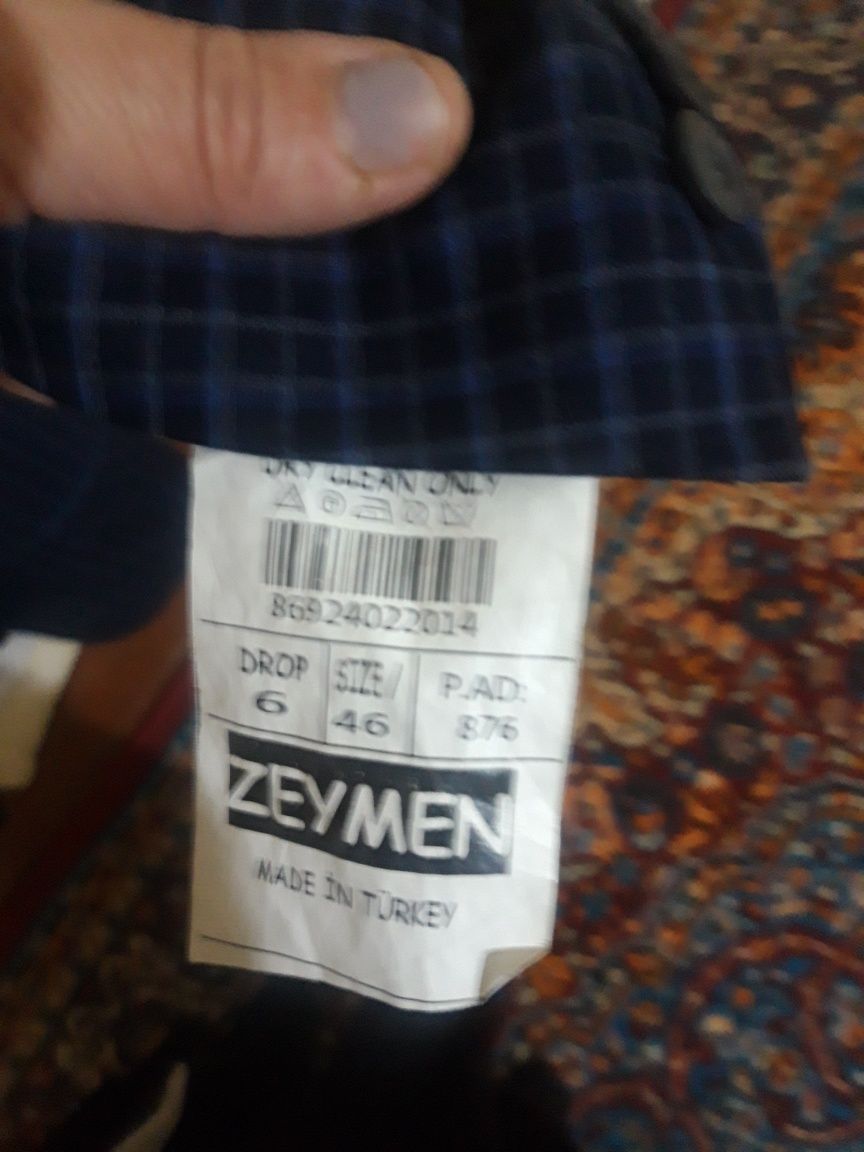 DRY CLEAN ONLY
86924022014
DROP SIZE/ P.AD:
6 46 876
ZEYMEN
MADE İN TÜRKEY